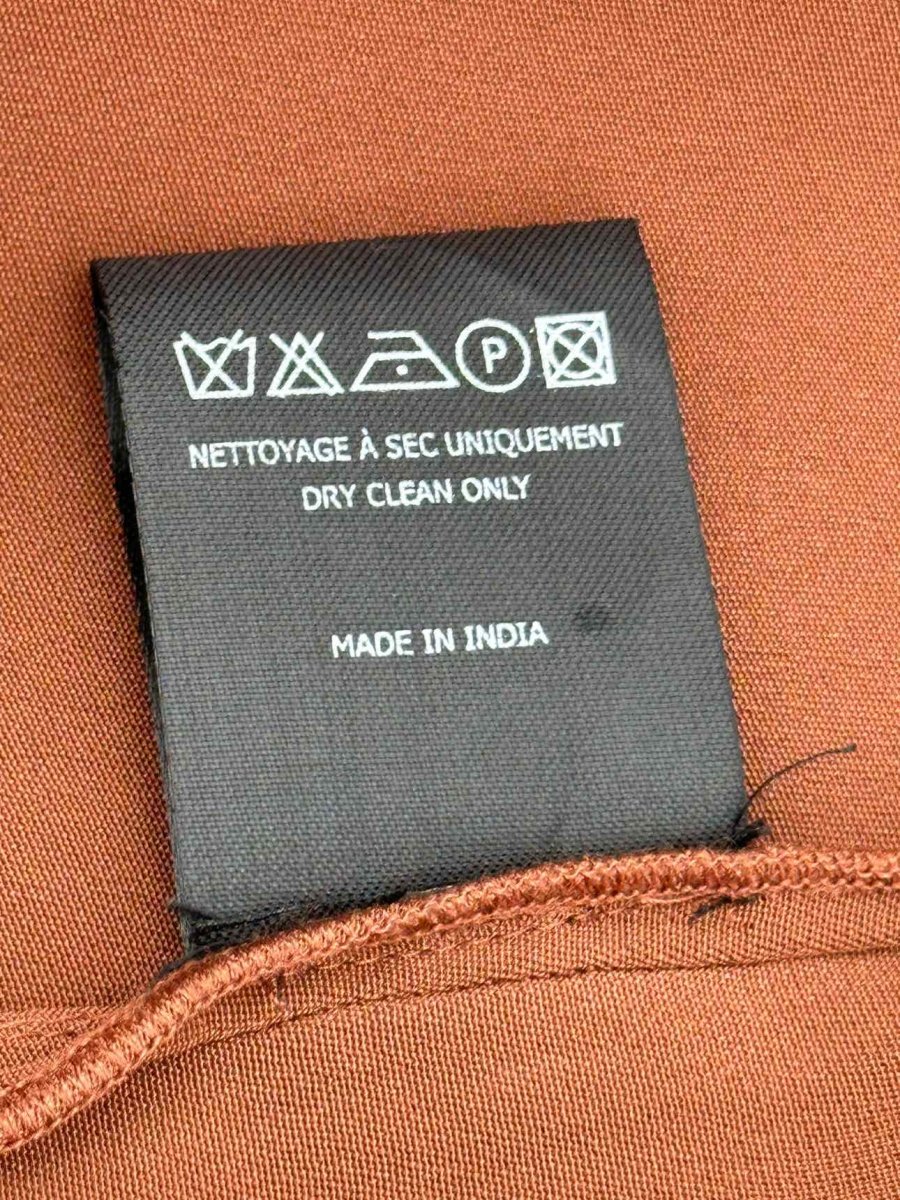 P
NETTOYAGE À SEC UNIQUEMENT
DRY CLEAN ONLY
MADE IN INDIA